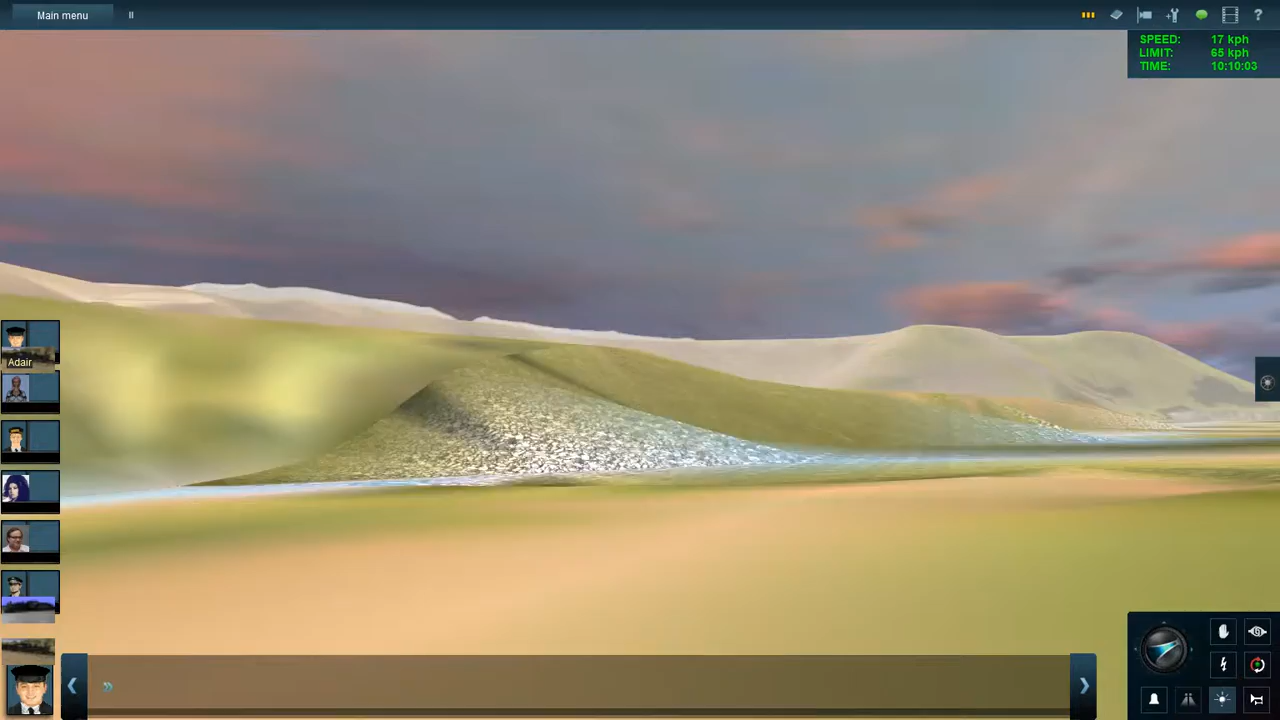 Main menu
SPEED: 17 kph
LIMIT: 65 kph
TIME: 10:10:03
Adair